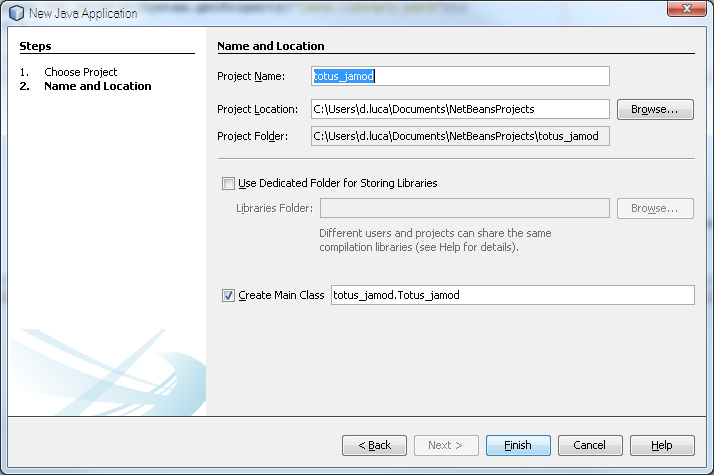 New Java Application
Steps
1. Choose Project
2. Name and Location
Name and Location
Project Name: totus_jamod
Project Location: C:\Users\d.luca\Documents\NetBeansProjects Browse...
Project Folder: C:\Users\d.luca\Documents\NetBeansProjects\totus_jamod
Use Dedicated Folder for Storing Libraries
Libraries Folder: Browse...
Different users and projects can share the same
compilation libraries (see Help for details).
Create Main Class totus_jamod.Totus_jamod
< Back Next > Finish Cancel Help